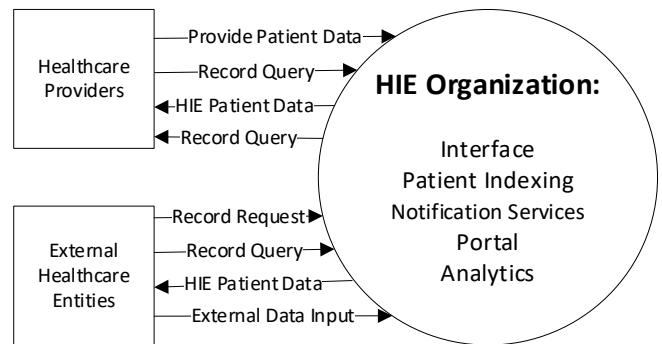 Healthcare
Providers
Provide Patient Data
Record Query
HIE Patient Data
Record Query
External
Healthcare
Entities
Record Request
Record Query
HIE Patient Data
External Data Input
HIE Organization:
Interface
Patient Indexing
Notification Services
Portal
Analytics